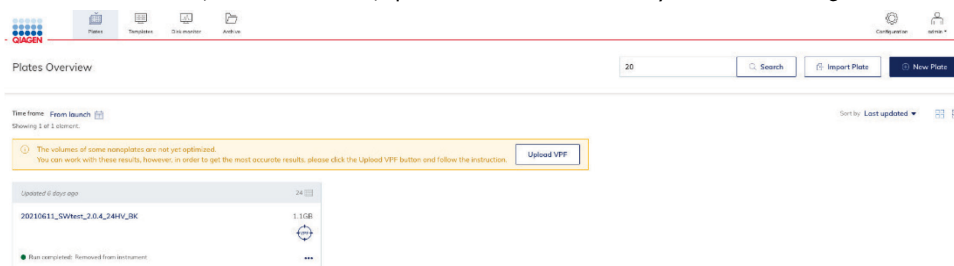 Plates Templates Disk monitor Archive Configuration admin
QIAGEN
Plates Overview 20 Search Import Plate New Plate
Time frame From launch Sort by Last updated
Showing 1 of 1 element.
The volumes of some nanoplates are not yet optimized.
You can work with these results, however, in order to get the most accurate results, please click the Upload VPF button and follow the instruction. Upload VPF
Updated 6 days ago 24
20210611_SWtest_2.0.4_24HV_BK 1.1GB
Run completed: Removed from instrument